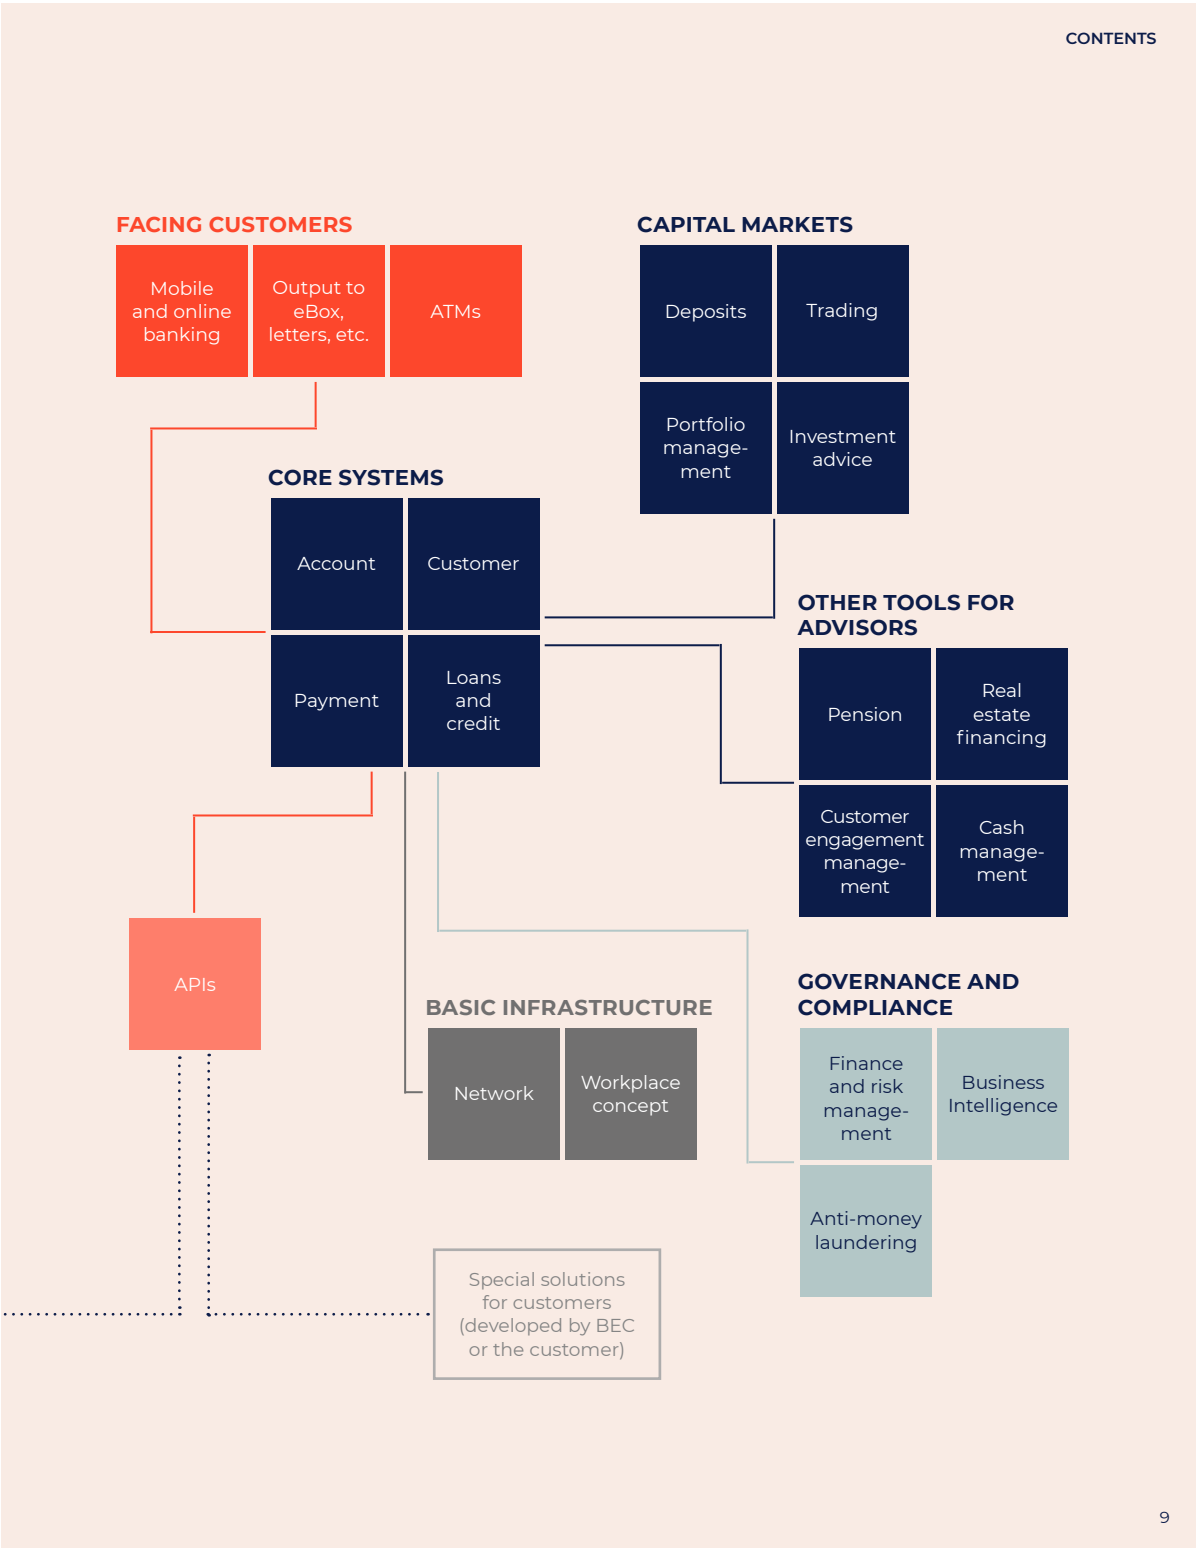 CONTENTS
FACING CUSTOMERS
Mobile
and online
banking
Output to
eBox,
letters, etc.
ATMs
CAPITAL MARKETS
Deposits
Trading
Portfolio
manage-
ment
Investment
advice
CORE SYSTEMS
Account
Customer
Payment
Loans
and
credit
OTHER TOOLS FOR
ADVISORS
Pension
Real
estate
financing
Customer
engagement
manage-
ment
Cash
manage-
ment
APIs
BASIC INFRASTRUCTURE
Network
Workplace
concept
GOVERNANCE AND
COMPLIANCE
Finance
and risk
manage-
ment
Business
Intelligence
Anti-money
laundering
Special solutions
for customers
(developed by BEC
or the customer)
9